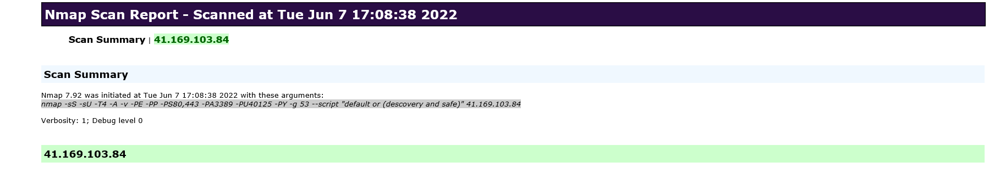 Nmap Scan Report - Scanned at Tue Jun 7 17:08:38 2022
Scan Summary | 41.169.103.84
Scan Summary
Nmap 7.92 was initiated at Tue Jun 7 17:08:38 2022 with these arguments:
nmap -sS -sU -T4 -A -v -PE -PP -PS80,443 -PA3389 -PU40125 -PY -g 53 --script "default or (descovery and safe)" 41.169.103.84
Verbosity: 1; Debug level 0
41.169.103.84